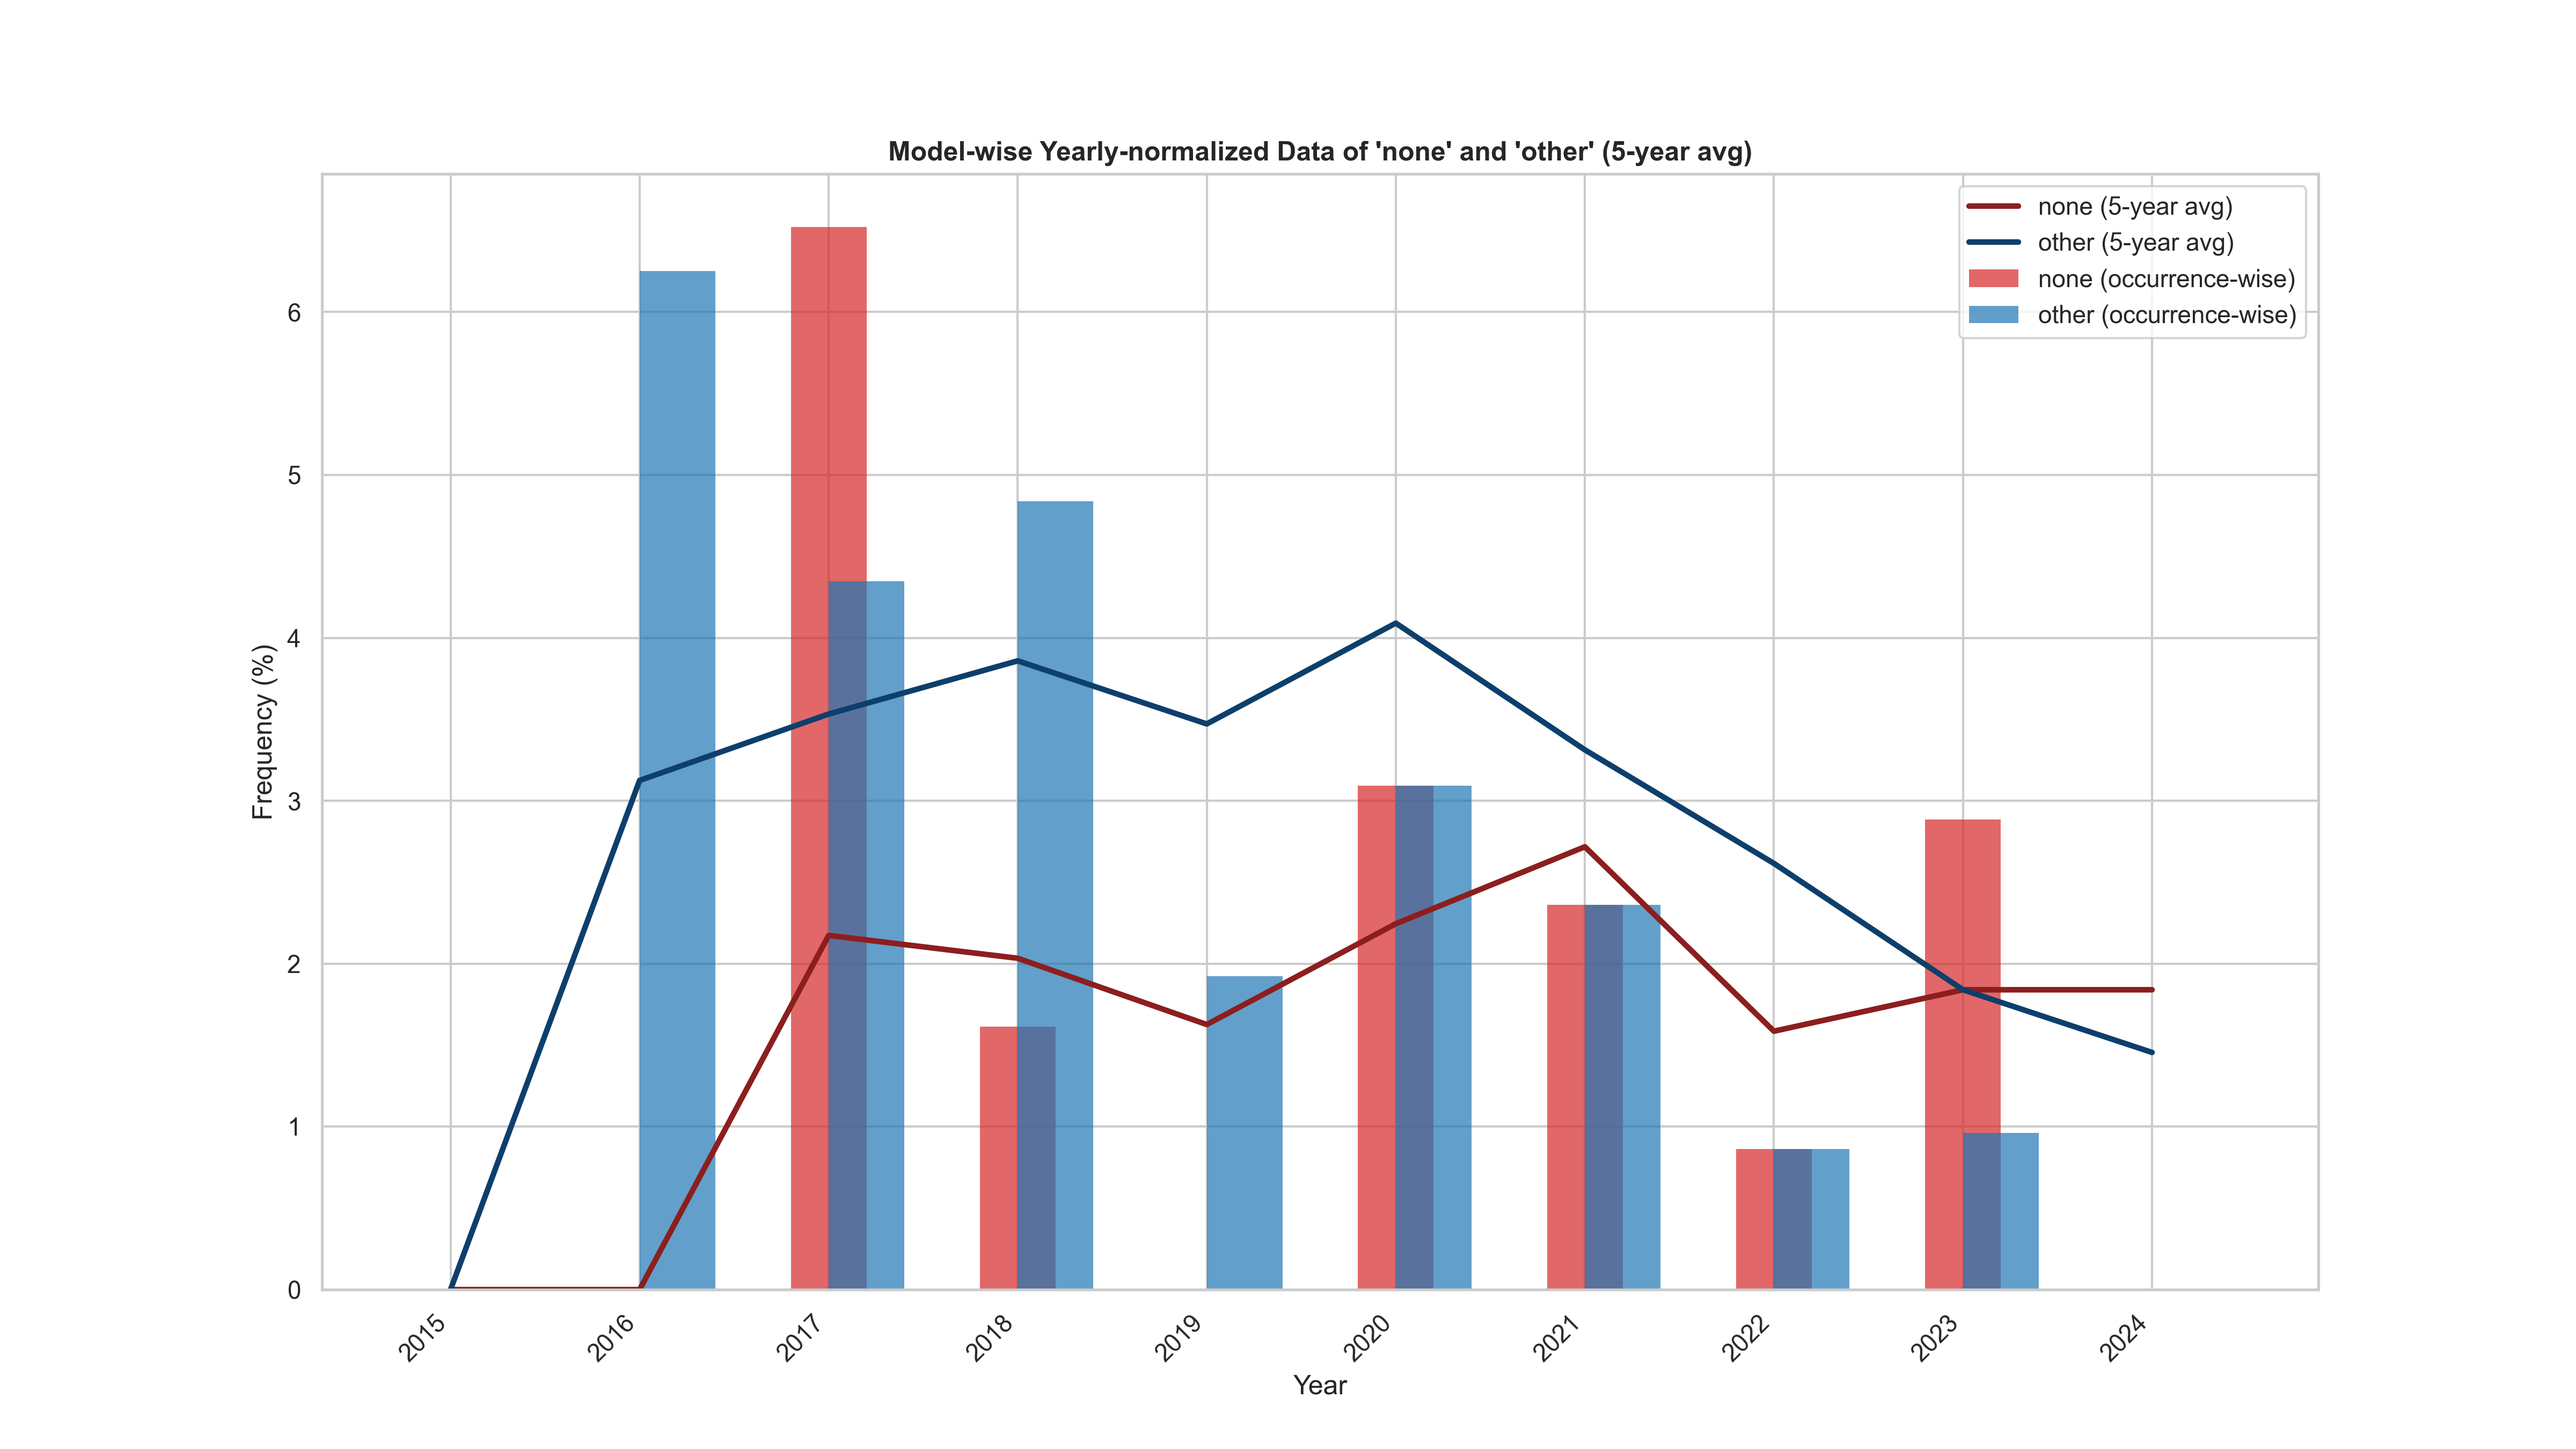 Model-wise Yearly-normalized Data of 'none' and 'other' (5-year avg)
none (5-year avg)
other (5-year avg)
none (occurrence-wise)
other (occurrence-wise)
Frequency (%)
6
5
4
3
2
1
0
2015
2016
2017
2018
2019
2020
2021
2022
2023
2024
Year